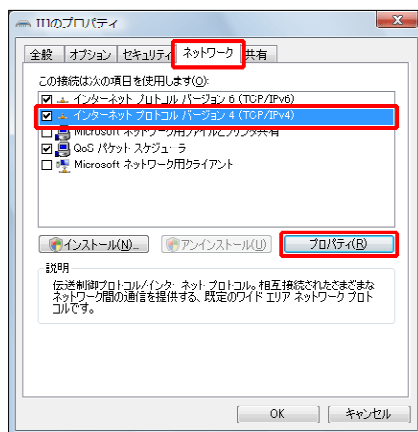 IIJのプロパティ
全般 オプション セキュリティ ネットワーク 共有
この接続は次の項目を使用します(O):
インターネット プロトコル バージョン 6 (TCP/IPv6)
インターネット プロトコル バージョン 4 (TCP/IPv4)
Microsoft ネットワーク用ファイルとプリンタ共有
QoS パケット スケジューラ
Microsoft ネットワーク用クライアント
インストール(N)... アンインストール(U) プロパティ(R)
説明
伝送制御プロトコル/インターネット プロトコル。相互接続されたさまざまな
ネットワーク間の通信を提供する、既定のワイド エリア ネットワーク プロト
コルです。
OK キャンセル